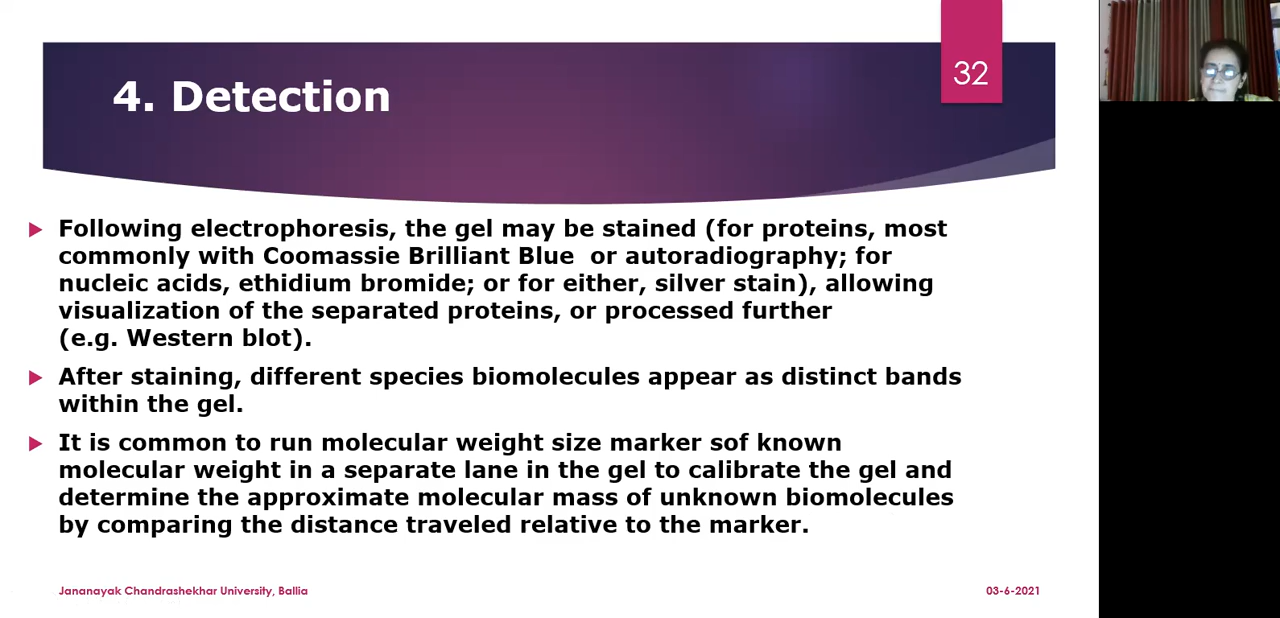 4. Detection
32
Following electrophoresis, the gel may be stained (for proteins, most
commonly with Coomassie Brilliant Blue or autoradiography; for
nucleic acids, ethidium bromide; or for either, silver stain), allowing
visualization of the separated proteins, or processed further
(e.g. Western blot).
After staining, different species biomolecules appear as distinct bands
within the gel.
It is common to run molecular weight size marker sof known
molecular weight in a separate lane in the gel to calibrate the gel and
determine the approximate molecular mass of unknown biomolecules
by comparing the distance traveled relative to the marker.
Jananayak Chandrashekhar University, Ballia
03-6-2021